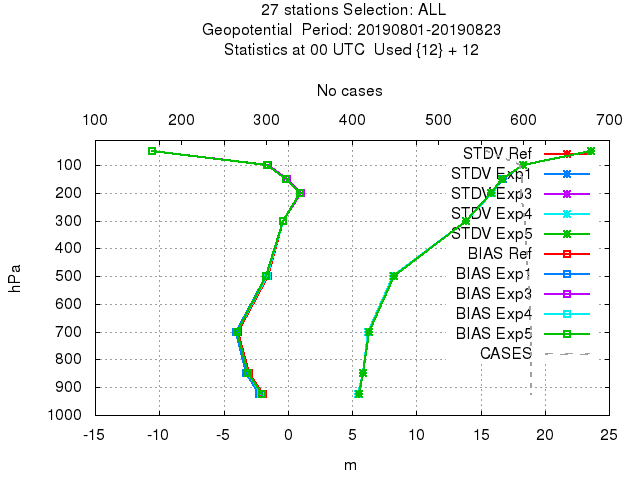 27 stations Selection: ALL
Geopotential Period: 20190801-20190823
Statistics at 00 UTC Used {12} + 12
No cases
100 200 300 400 500 600 700
STDV Ref
STDV Exp1
STDV Exp3
STDV Exp4
STDV Exp5
BIAS Ref
BIAS Exp1
BIAS Exp3
BIAS Exp4
BIAS Exp5
CASES
hPa
100
200
300
400
500
600
700
800
900
1000
-15 -10 -5 0 5 10 15 20 25
m